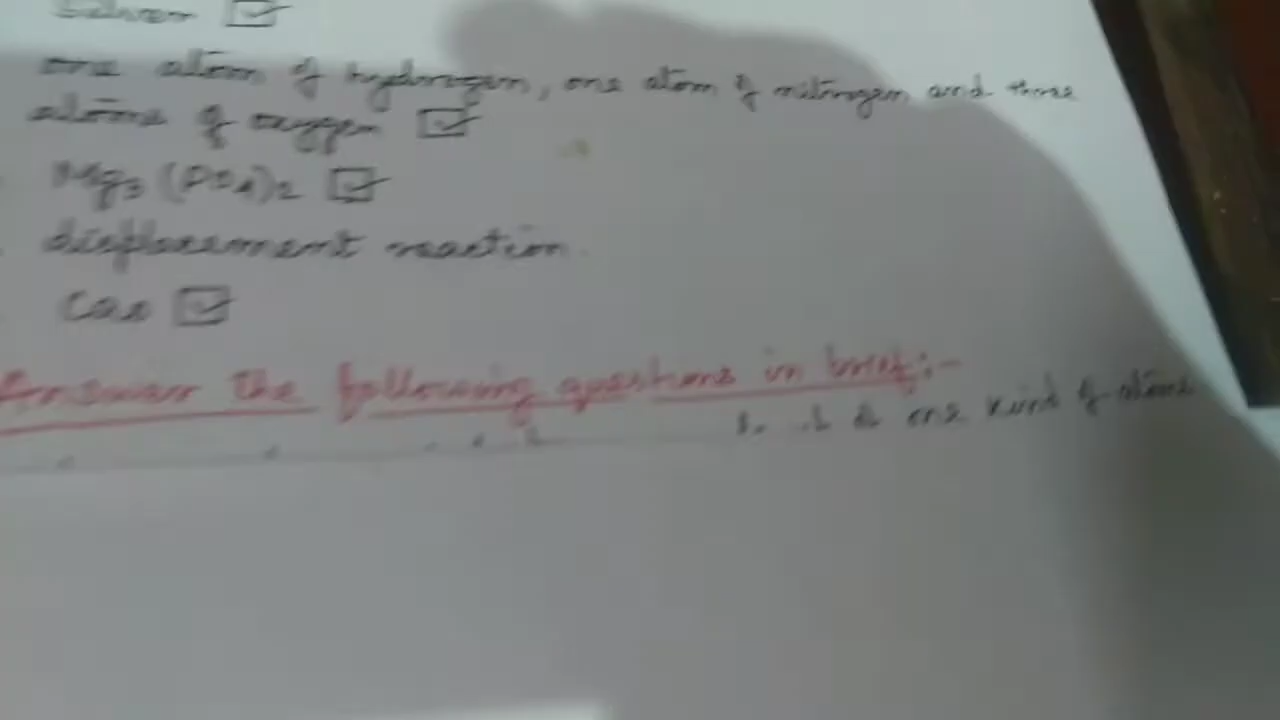 one atom of hydrogen, one atom of nitrogen and three
atoms of oxygen
Mg3 (PO4)2
displacement reaction.
Cao
Answer the following questions in brief:-
one kind of atoms